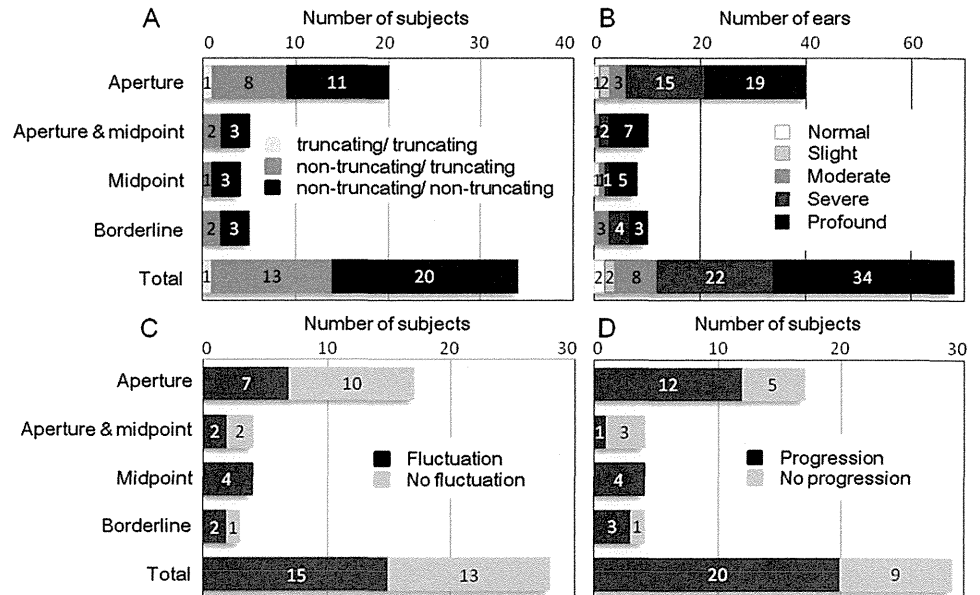 A
Number of subjects
0 10 20 30 40
Aperture
1 8 11
Aperture & midpoint
2 3
Midpoint
1 3
Borderline
2 3
Total
1 13 20
truncating/ truncating
non-truncating/ truncating
non-truncating/ non-truncating
B
Number of ears
0 20 40 60
1 2 3 15 19
1 2 7
1 1 1 5
3 4 3
2 2 8 22 34
Normal
Slight
Moderate
Severe
Profound
C
Number of subjects
0 10 20 30
Aperture
7 10
Aperture & midpoint
2 2
Midpoint
4
Borderline
2 1
Total
15 13
Fluctuation
No fluctuation
D
Number of subjects
0 10 20 30
12 5
1 3
4
3 1
20 9
Progression
No progression